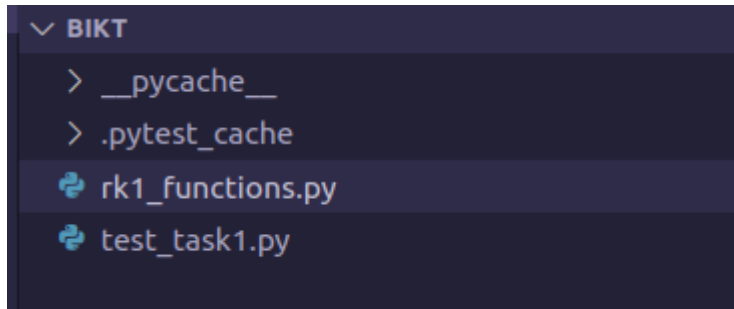 BIKT
__pycache__
.pytest_cache
rk1_functions.py
test_task1.py